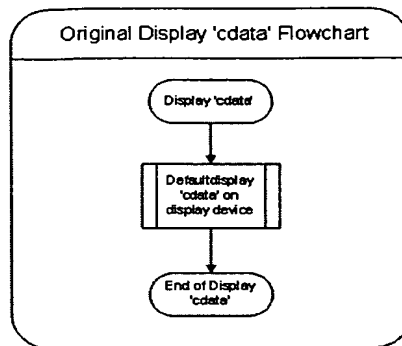 Original Display 'cdata' Flowchart
Display 'cdata'
Defaultdisplay
'cdata' on
display device
End of Display
'cdata'